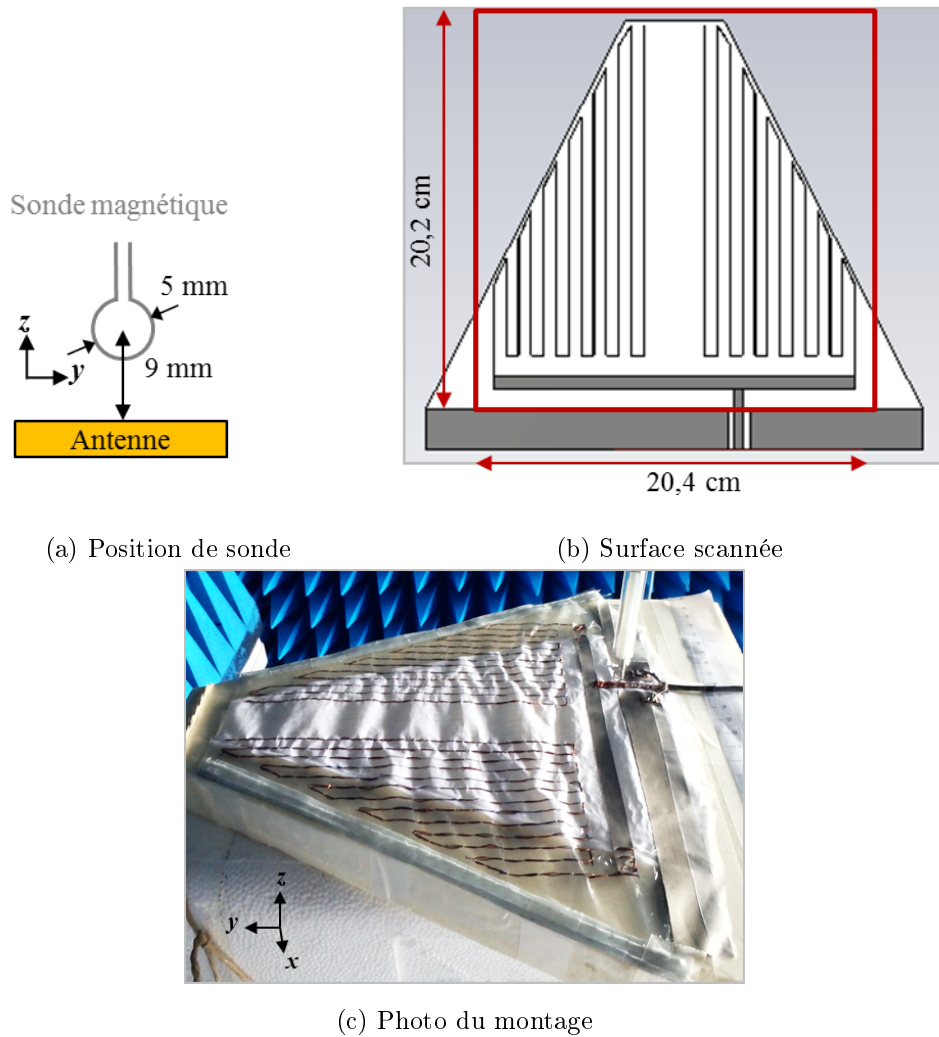 Sonde magnétique
5 mm
z
y
9 mm
Antenne
20,2 cm
20,4 cm
(a) Position de sonde
(b) Surface scannée
z
y
x
(c) Photo du montage